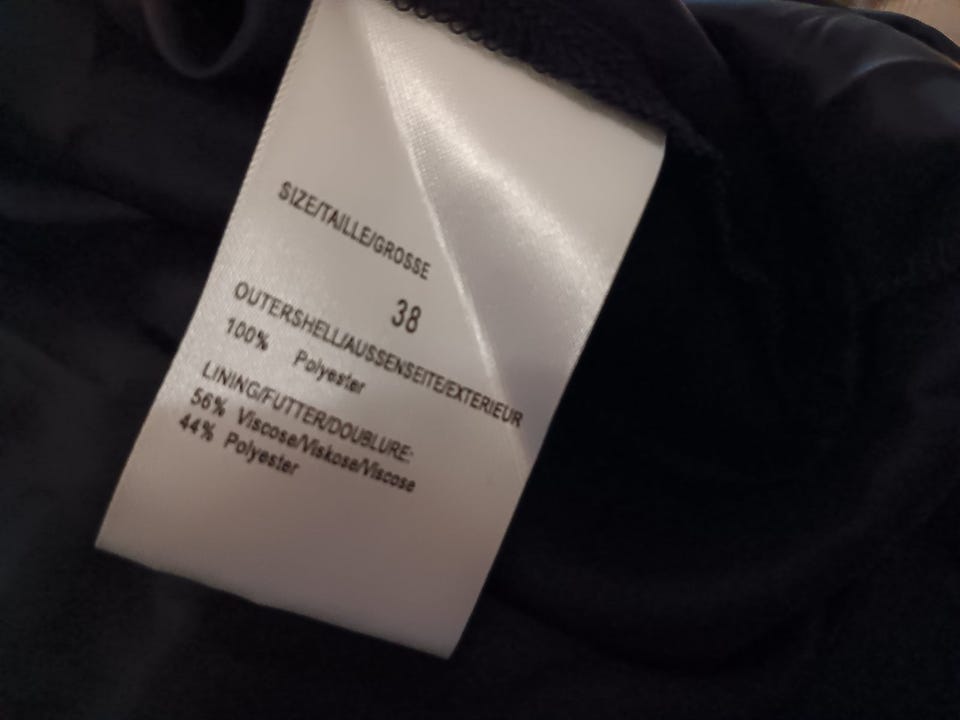 SIZE/TAILLE/GROSSE
38
OUTERSHELL/AUSSENSEITE/EXTERIEUR
100% Polyester
LINING/FUTTER/DOUBLURE:
56% Viscose/Viskose/Viscose
44% Polyester